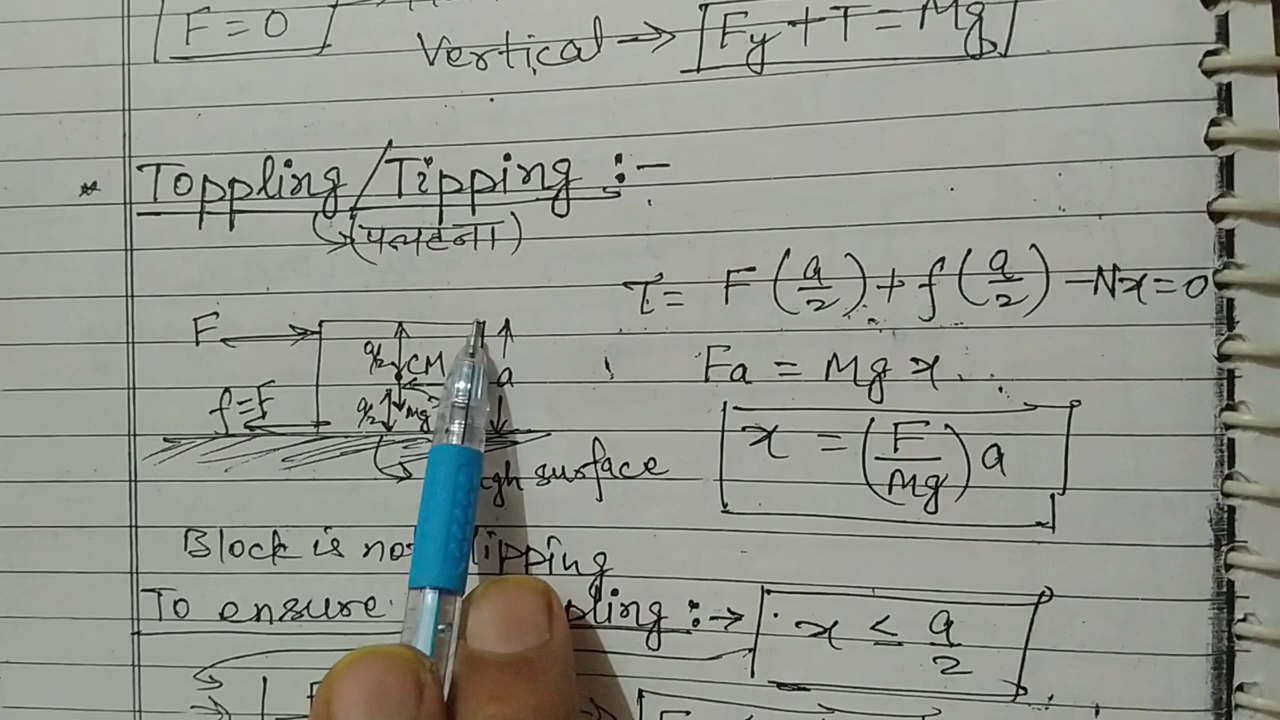 F = 0
Vertical → Fy + T = Mg
* Toppling/Tipping :-
(पलटना)
τ = F (a/2) + f (a/2) - Nx = 0
F
a/2 CM
a
Fa = Mg x
f = F
a/2 Mg
x = (F/Mg) a
surface
Block is
To ensure :→ x ≤ a/2